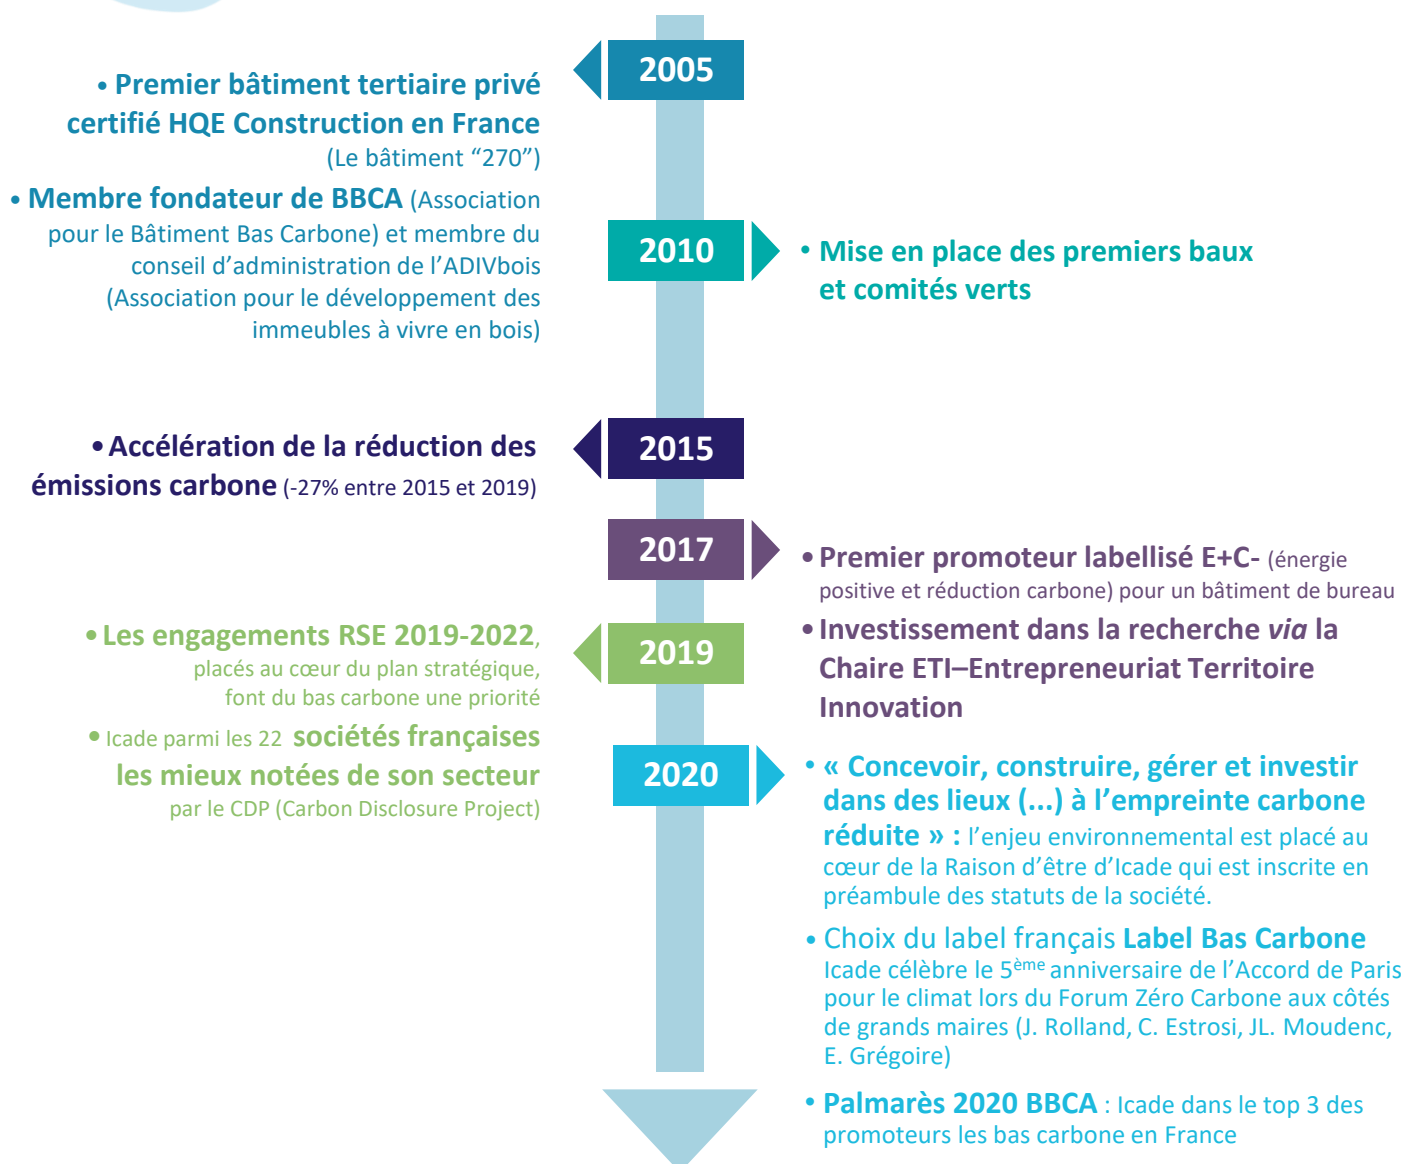 2005
• Premier bâtiment tertiaire privé
certifié HQE Construction en France
(Le bâtiment “270”)
• Membre fondateur de BBCA (Association
pour le Bâtiment Bas Carbone) et membre du
conseil d’administration de l’ADIVbois
(Association pour le développement des
immeubles à vivre en bois)
2010
• Mise en place des premiers baux
et comités verts
2015
• Accélération de la réduction des
émissions carbone (-27% entre 2015 et 2019)
2017
• Premier promoteur labellisé E+C- (énergie
positive et réduction carbone) pour un bâtiment de bureau
• Investissement dans la recherche via la
Chaire ETI–Entrepreneuriat Territoire
Innovation
2019
• Les engagements RSE 2019-2022,
placés au cœur du plan stratégique,
font du bas carbone une priorité
• Icade parmi les 22 sociétés françaises
les mieux notées de son secteur
par le CDP (Carbon Disclosure Project)
2020
• « Concevoir, construire, gérer et investir
dans des lieux (...) à l’empreinte carbone
réduite » : l’enjeu environnemental est placé au
cœur de la Raison d’être d’Icade qui est inscrite en
préambule des statuts de la société.
• Choix du label français Label Bas Carbone
Icade célèbre le 5ème anniversaire de l’Accord de Paris
pour le climat lors du Forum Zéro Carbone aux côtés
de grands maires (J. Rolland, C. Estrosi, JL. Moudenc,
E. Grégoire)
• Palmarès 2020 BBCA : Icade dans le top 3 des
promoteurs les bas carbone en France